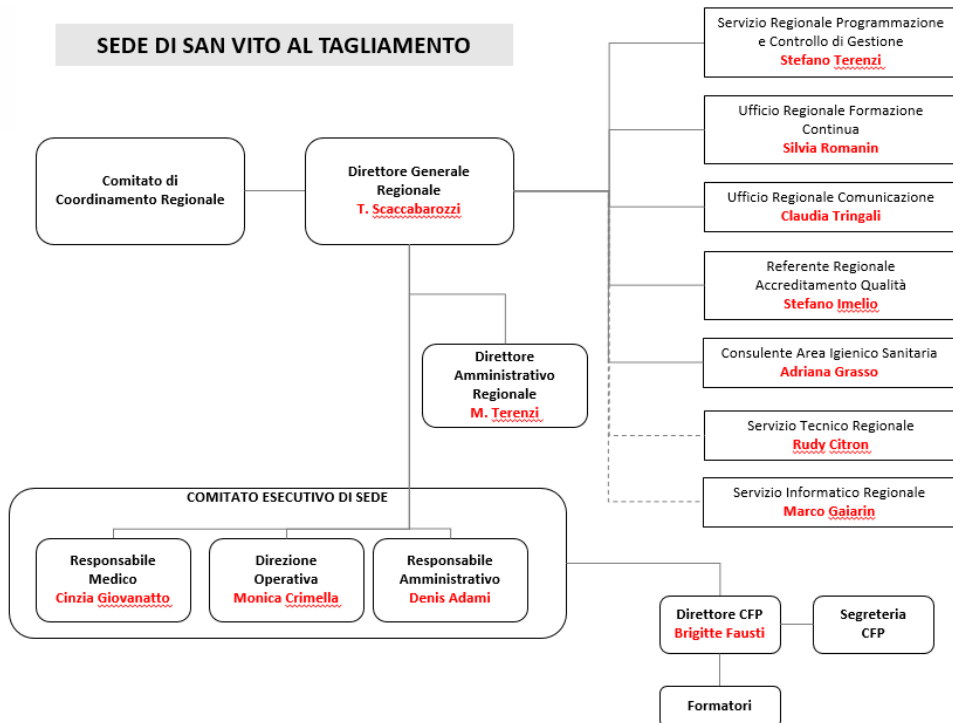 SEDE DI SAN VITO AL TAGLIAMENTO
Servizio Regionale Programmazione
e Controllo di Gestione
Stefano Terenzi
Ufficio Regionale Formazione
Continua
Silvia Romanin
Comitato di
Coordinamento Regionale
Direttore Generale
Regionale
T. Scaccabarozzi
Ufficio Regionale Comunicazione
Claudia Tringali
Referente Regionale
Accreditamento Qualità
Stefano Imelio
Direttore
Amministrativo
Regionale
M. Terenzi
Consulente Area Igienico Sanitaria
Adriana Grasso
Servizio Tecnico Regionale
Rudy Citron
Servizio Informatico Regionale
Marco Gaiarin
COMITATO ESECUTIVO DI SEDE
Responsabile
Medico
Cinzia Giovanatto
Direzione
Operativa
Monica Crimella
Responsabile
Amministrativo
Denis Adami
Direttore CFP
Brigitte Fausti
Segreteria
CFP
Formatori